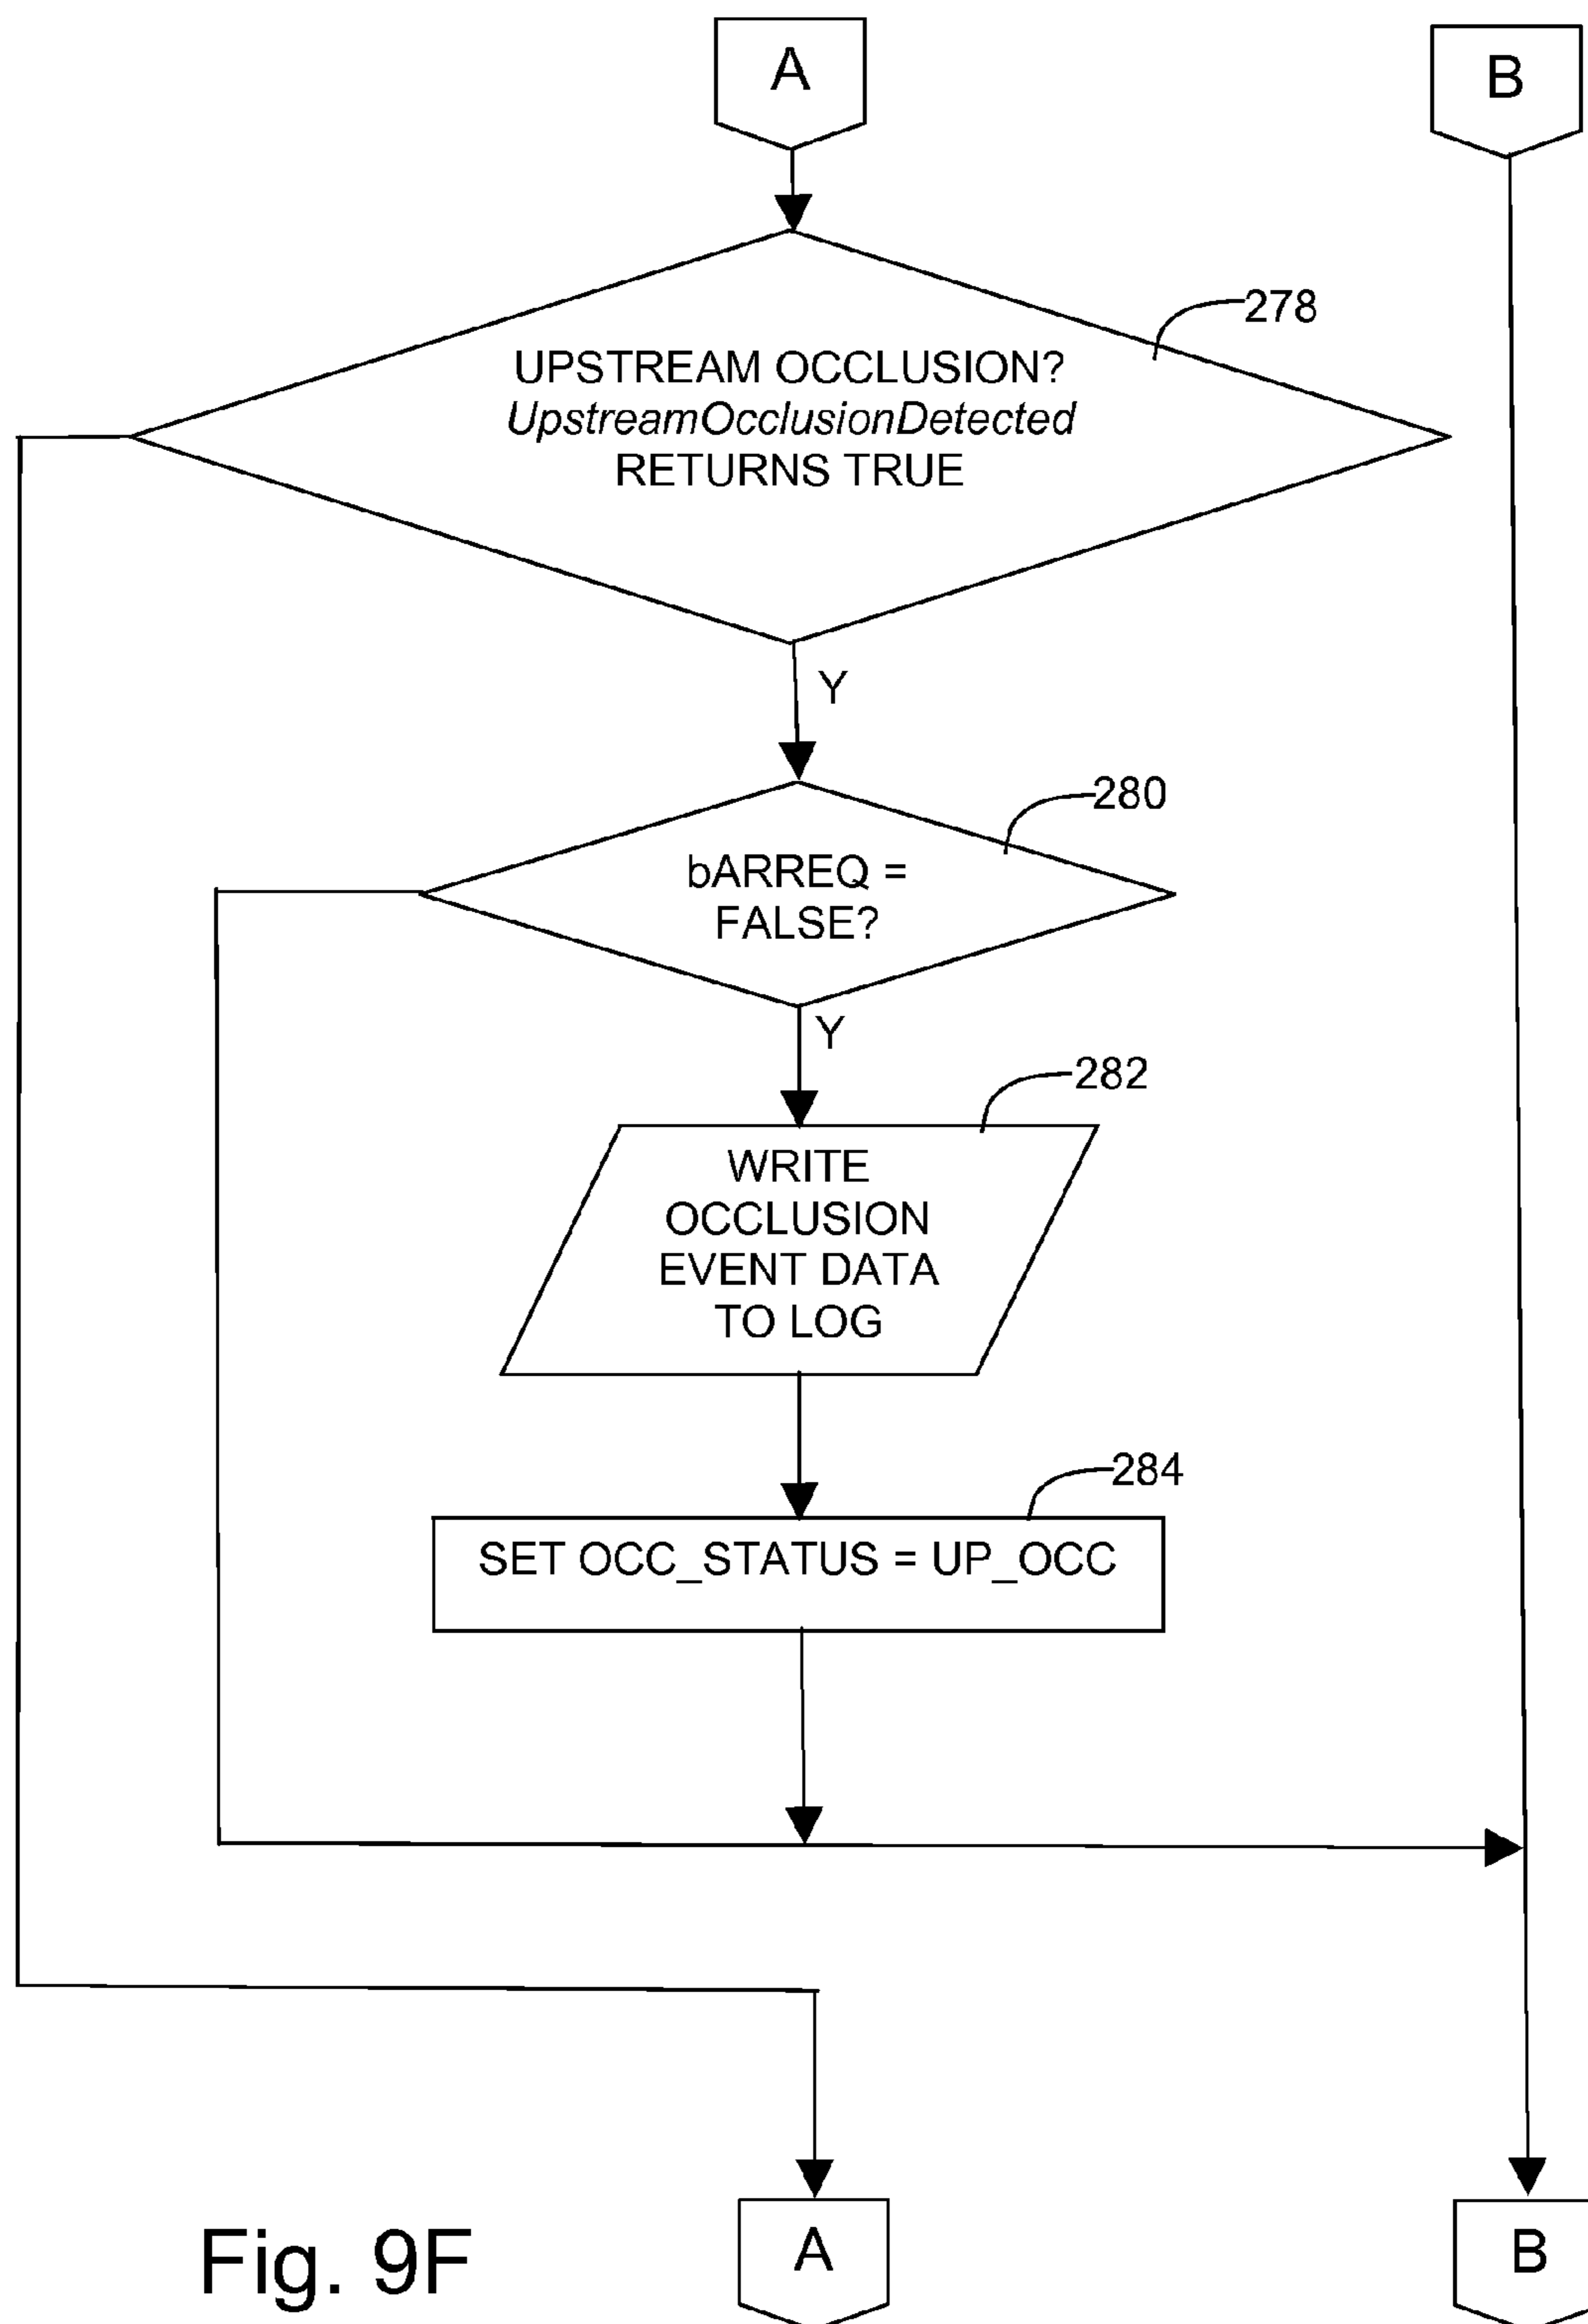 A
B
278
UPSTREAM OCCLUSION?
UpstreamOcclusionDetected
RETURNS TRUE
Y
280
bARREQ =
FALSE?
Y
282
WRITE
OCCLUSION
EVENT DATA
TO LOG
284
SET OCC_STATUS = UP_OCC
A
B
Fig. 9F